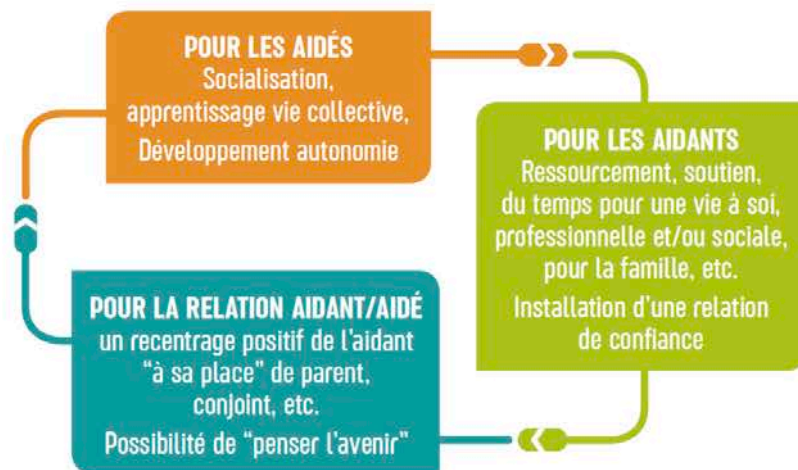 POUR LES AIDÉS
Socialisation,
apprentissage vie collective,
Développement autonomie
POUR LES AIDANTS
Ressourcement, soutien,
du temps pour une vie à soi,
professionnelle et/ou sociale,
pour la famille, etc.
Installation d'une relation
de confiance
POUR LA RELATION AIDANT/AIDÉ
un recentrage positif de l'aidant
"à sa place" de parent,
conjoint, etc.
Possibilité de "penser l'avenir"